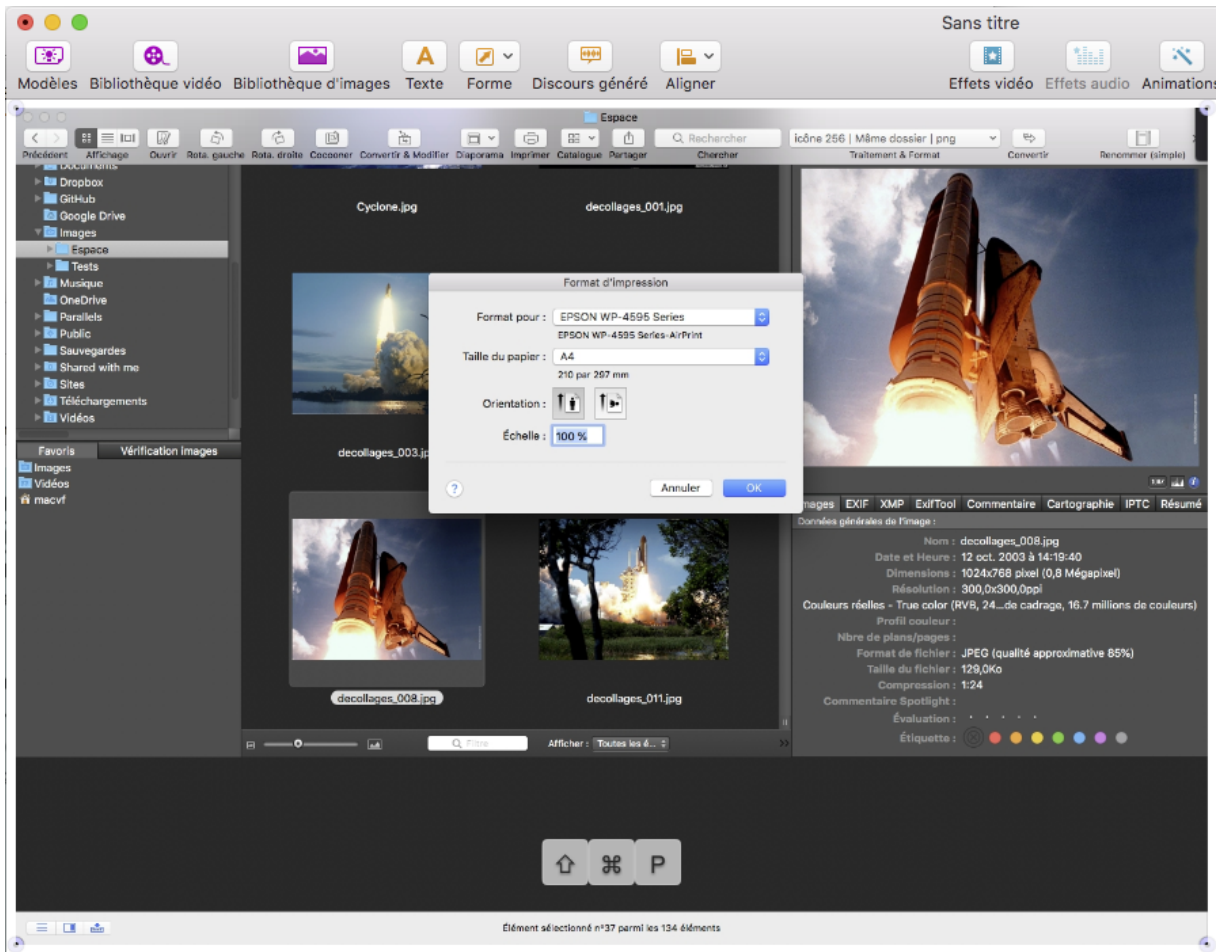 Sans titre
Modèles Bibliothèque vidéo Bibliothèque d'images Texte Forme Discours généré Aligner Effets vidéo Effets audio Animations
Espace
Rechercher icône 256 | Même dossier | png
Précédent Affichage Ouvrir Rota. gauche Rota. droite Cocooner Convertir & Modifier Diaporama Imprimer Catalogue Partager Chercher Traitement & Format Convertir Renommer (simple)
Documents
Dropbox
GitHub
Google Drive
Images
Espace
Tests
Musique
OneDrive
Parallels
Public
Sauvegardes
Shared with me
Sites
Téléchargements
Vidéos
Favoris Vérification images
Images
Vidéos
macvf
Cyclone.jpg decollages_001.jpg
decollages_003.jp
decollages_008.jpg decollages_011.jpg
Filtre Afficher : Toutes les é...
Format d'impression
Format pour : EPSON WP-4595 Series
EPSON WP-4595 Series-AirPrint
Taille du papier : A4
210 par 297 mm
Orientation :
Échelle : 100 %
? Annuler OK
Images EXIF XMP ExifTool Commentaire Cartographie IPTC Résumé
Données générales de l'image :
Nom : decollages_008.jpg
Date et Heure : 12 oct. 2003 à 14:19:40
Dimensions : 1024x768 pixel (0,8 Mégapixel)
Résolution : 300,0x300,0ppi
Couleurs réelles - True color (RVB, 24...de cadrage, 16.7 millions de couleurs)
Profil couleur :
Nbre de plans/pages :
Format de fichier : JPEG (qualité approximative 85%)
Taille du fichier : 129,0Ko
Compression : 1:24
Commentaire Spotlight :
Évaluation :
Étiquette :
⇧ ⌘ P
Élément sélectionné n°37 parmi les 134 éléments